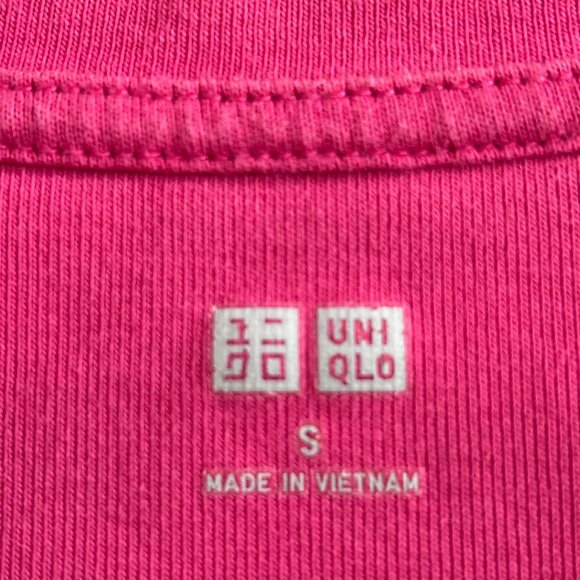 ユニ UNI
クロ QLO
S
MADE IN VIETNAM